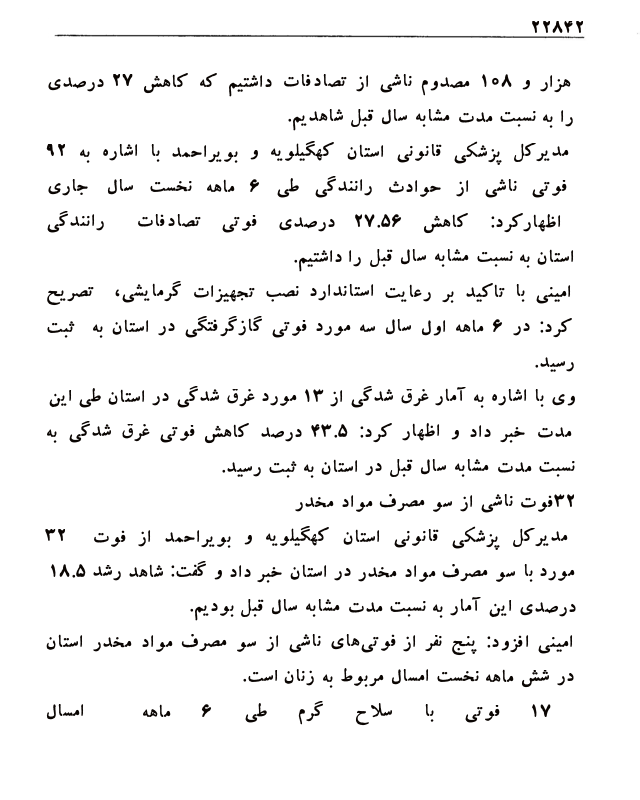 ۲۲۸۴۲
هزار و ۱۰۸ مصدوم ناشی از تصادفات داشتیم که کاهش ۲۷ درصدی
را به نسبت مدت مشابه سال قبل شاهدیم.
مدیرکل پزشکی قانونی استان کهگیلویه و بویراحمد با اشاره به ۹۲
فوتی ناشی از حوادث رانندگی طی ۶ ماهه نخست سال جاری
اظهارکرد: کاهش ۲۷.۵۶ درصدی فوتی تصادفات رانندگی
استان به نسبت مشابه سال قبل را داشتیم.
امینی با تاکید بر رعایت استاندارد نصب تجهیزات گرمایشی، تصریح
کرد: در ۶ ماهه اول سال سه مورد فوتی گازگرفتگی در استان به ثبت
رسید.
وی با اشاره به آمار غرق شدگی از ۱۳ مورد غرق شدگی در استان طی این
مدت خبر داد و اظهار کرد: ۴۳.۵ درصد کاهش فوتی غرق شدگی به
نسبت مدت مشابه سال قبل در استان به ثبت رسید.
۳۲فوت ناشی از سو مصرف مواد مخدر
مدیرکل پزشکی قانونی استان کهگیلویه و بویراحمد از فوت ۳۲
مورد با سو مصرف مواد مخدر در استان خبر داد و گفت: شاهد رشد ۱۸.۵
درصدی این آمار به نسبت مدت مشابه سال قبل بودیم.
امینی افزود: پنج نفر از فوتی‌های ناشی از سو مصرف مواد مخدر استان
در شش ماهه نخست امسال مربوط به زنان است.
۱۷ فوتی با سلاح گرم طی ۶ ماهه امسال